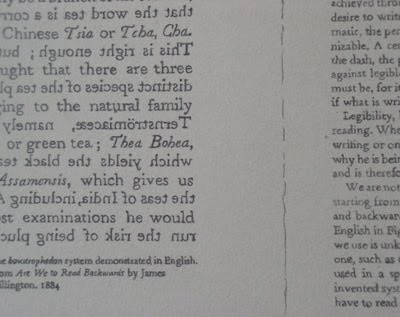 that the word tea is a corr
Chinese Tsia or Tcha, Cha.
This is right enough; bu
ught that there are three
distinct species of the tea pl
ging to the natural family
Ternströmiaceæ, namely
or green tea; Thea Bohea,
which yields the black tea
Assamensis, which gives us
the teas of India, including A
st examinations he would
run the risk of being pluc
boustrophedon system demonstrated in English.
om Are We to Read Backwards by James
llington, 1884
achieved throu
desire to write
matic, the per
nizable. A cer
the dash, the p
against legibl
must be, for it
if what is writ
Legibility, 
reading. Whe
writing or on
why he is bein
and is therefo
We are not
starting from
and backward
English in Fig
we use is unk
one, such as
used in a sp
invented syst
have to read